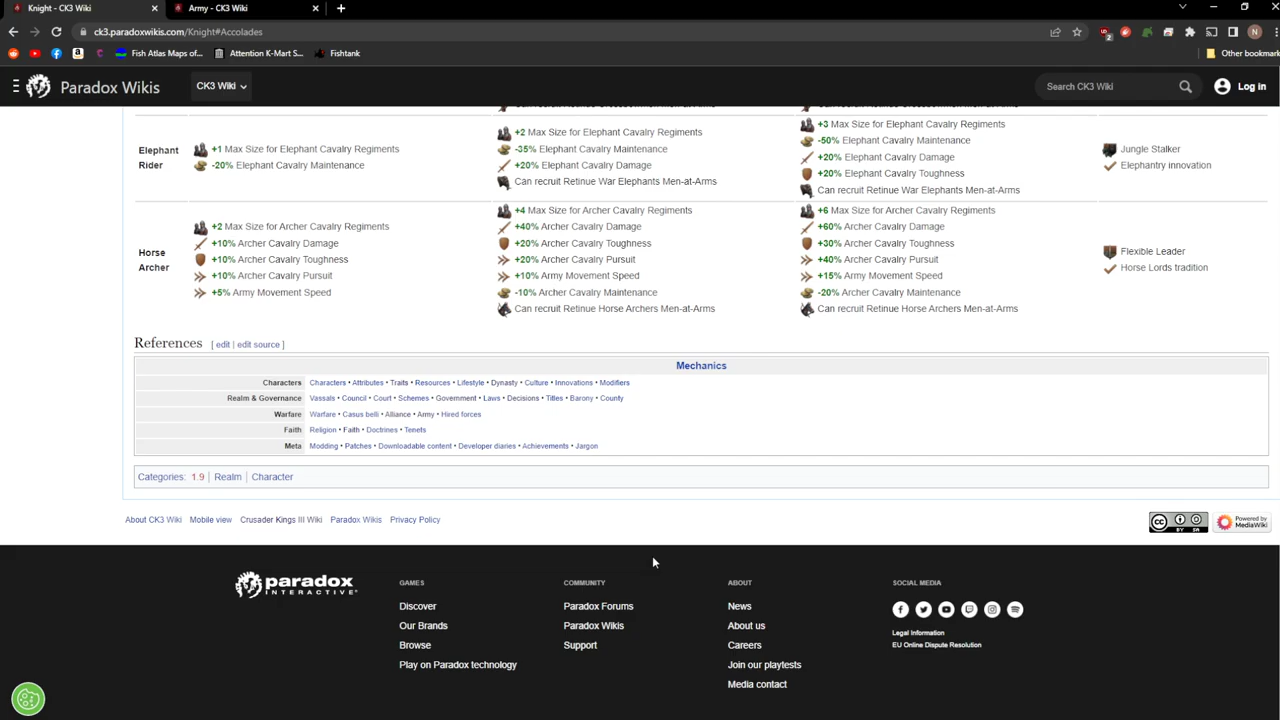 Knight - CK3 Wiki
Army - CK3 Wiki
ck3.paradoxwikis.com/Knight#Accolades
Fish Atlas Maps of...
Attention K-Mart S...
Fishtank
Other bookmark
Paradox Wikis
CK3 Wiki
Search CK3 Wiki
Log in
Elephant
Rider
+1 Max Size for Elephant Cavalry Regiments
-20% Elephant Cavalry Maintenance
+2 Max Size for Elephant Cavalry Regiments
-35% Elephant Cavalry Maintenance
+20% Elephant Cavalry Damage
Can recruit Retinue War Elephants Men-at-Arms
+3 Max Size for Elephant Cavalry Regiments
-50% Elephant Cavalry Maintenance
+20% Elephant Cavalry Damage
+20% Elephant Cavalry Toughness
Can recruit Retinue War Elephants Men-at-Arms
Jungle Stalker
Elephantry innovation
Horse
Archer
+2 Max Size for Archer Cavalry Regiments
+10% Archer Cavalry Damage
+10% Archer Cavalry Toughness
+10% Archer Cavalry Pursuit
+5% Army Movement Speed
+4 Max Size for Archer Cavalry Regiments
+40% Archer Cavalry Damage
+20% Archer Cavalry Toughness
+20% Archer Cavalry Pursuit
+10% Army Movement Speed
-10% Archer Cavalry Maintenance
Can recruit Retinue Horse Archers Men-at-Arms
+6 Max Size for Archer Cavalry Regiments
+60% Archer Cavalry Damage
+30% Archer Cavalry Toughness
+40% Archer Cavalry Pursuit
+15% Army Movement Speed
-20% Archer Cavalry Maintenance
Can recruit Retinue Horse Archers Men-at-Arms
Flexible Leader
Horse Lords tradition
References [ edit | edit source ]
Mechanics
Characters Characters • Attributes • Traits • Resources • Lifestyle • Dynasty • Culture • Innovations • Modifiers
Realm & Governance Vassals • Council • Court • Schemes • Government • Laws • Decisions • Titles • Barony • County
Warfare Warfare • Casus belli • Alliance • Army • Hired forces
Faith Religion • Faith • Doctrines • Tenets
Meta Modding • Patches • Downloadable content • Developer diaries • Achievements • Jargon
Categories: 1.9 | Realm | Character
About CK3 Wiki Mobile view Crusader Kings III Wiki Paradox Wikis Privacy Policy
CC BY SA
Powered by
MediaWiki
paradox
INTERACTIVE
GAMES
Discover
Our Brands
Browse
Play on Paradox technology
COMMUNITY
Paradox Forums
Paradox Wikis
Support
ABOUT
News
About us
Careers
Join our playtests
Media contact
SOCIAL MEDIA
Legal Information
EU Online Dispute Resolution